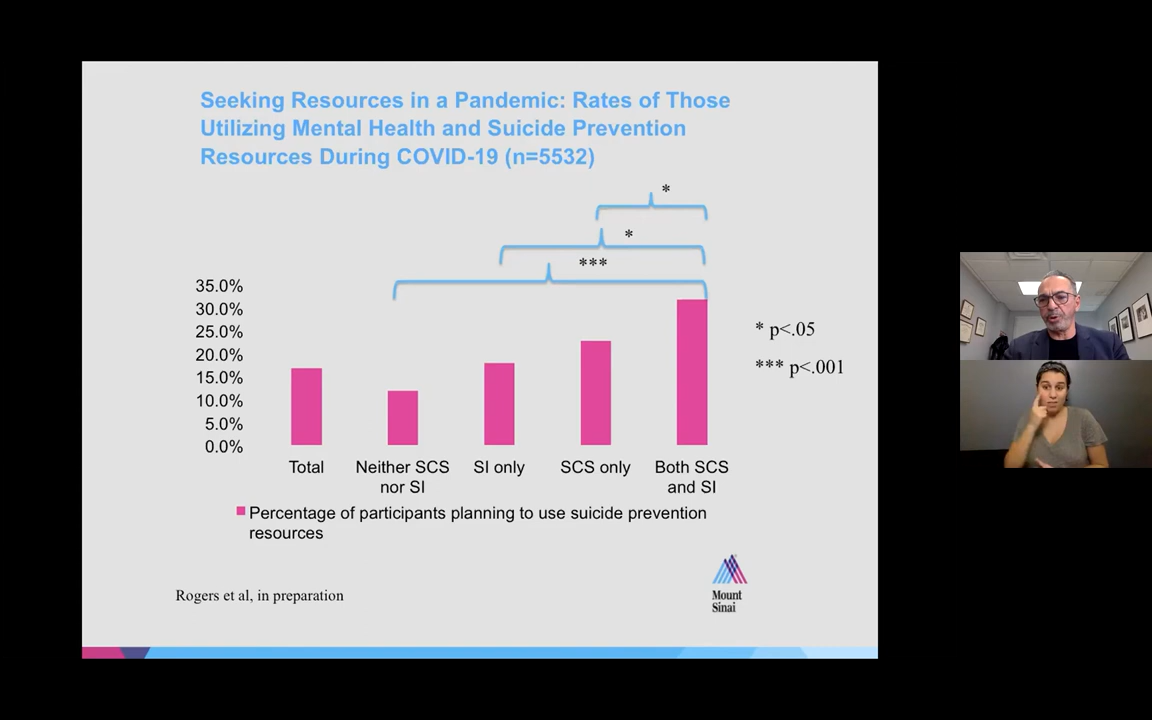 Seeking Resources in a Pandemic: Rates of Those
Utilizing Mental Health and Suicide Prevention
Resources During COVID-19 (n=5532)
*
*
***
35.0%
30.0%
25.0%
20.0%
15.0%
10.0%
5.0%
0.0%
* p<.05
*** p<.001
Total
Neither SCS
nor SI
SI only
SCS only
Both SCS
and SI
Percentage of participants planning to use suicide prevention
resources
Rogers et al, in preparation
Mount
Sinai